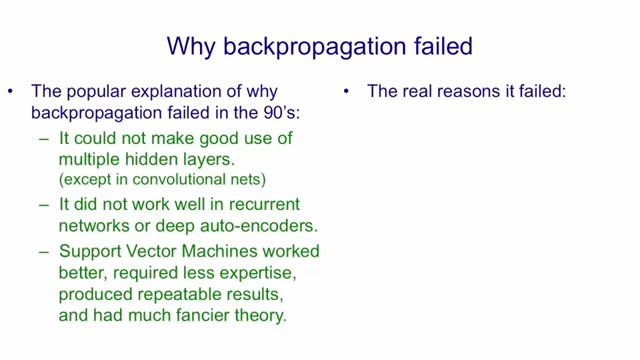 Why backpropagation failed
• The popular explanation of why
backpropagation failed in the 90's:
– It could not make good use of
multiple hidden layers.
(except in convolutional nets)
– It did not work well in recurrent
networks or deep auto-encoders.
– Support Vector Machines worked
better, required less expertise,
produced repeatable results,
and had much fancier theory.
• The real reasons it failed: